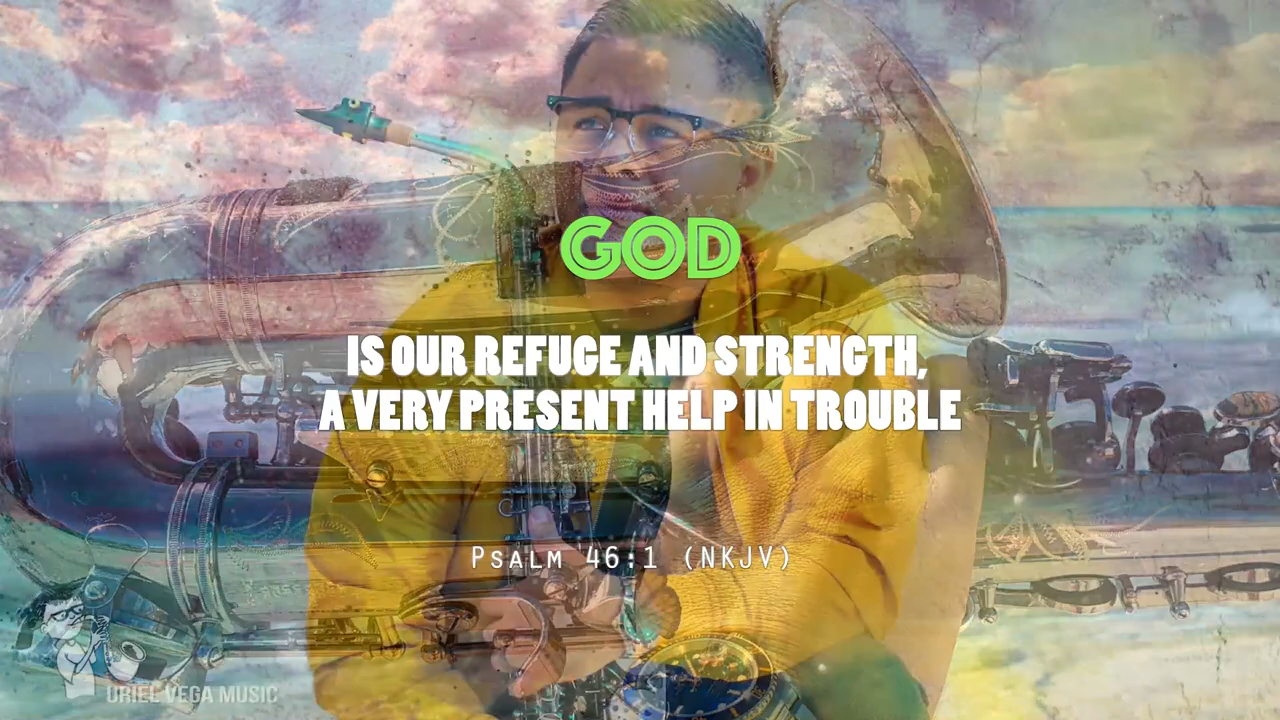 GOD
IS OUR REFUGE AND STRENGTH,
A VERY PRESENT HELP IN TROUBLE
Psalm 46:1 (NKJV)
URIEL VEGA MUSIC